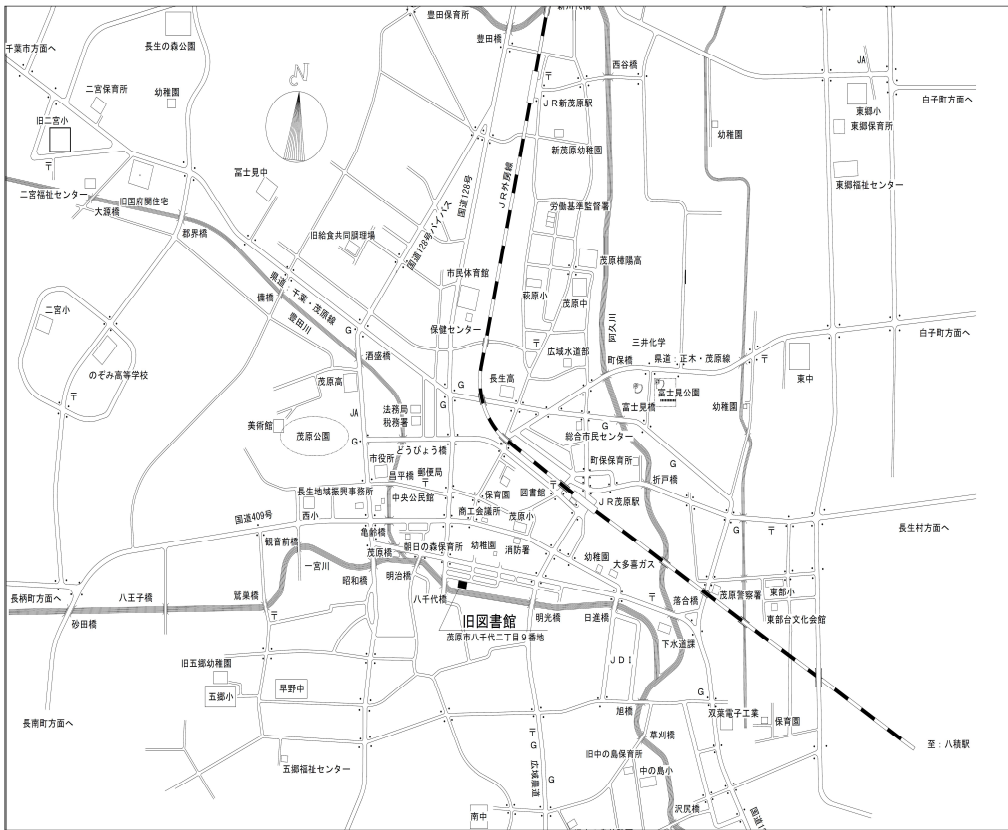 豊田保育所
新川代橋
豊田橋
千葉市方面へ
長生の森公園
N
西谷橋
JA
二宮保育所
幼稚園
〒
JR新茂原駅
白子町方面へ
東郷小
東郷保育所
旧二宮小
幼稚園
新茂原幼稚園
〒
冨士見中
国道128号
JR外房線
東郷福祉センター
二宮福祉センター
旧国府関住宅
大源橋
労働基準監督署
郡界橋
旧給食共同調理場
国道128号バイパス
茂原樟陽高
市民体育館
県道:千葉・茂原線
萩原小
茂原中
傭橋
豊田川
二宮小
保健センター
阿久川
G
白子町方面へ
三井化学
〒
広域水道部
町保橋
県道:正木・茂原線
〒
酒盛橋
のぞみ高等学校
茂原高
長生高
G
東中
富士見公園
富士見橋
幼稚園
〒
JA
法務局
税務署
G
美術館
茂原公園
G
G
総合市民センター
どうびょう橋
市役所
町保保育所
G
昌平橋
郵便局
〒
折戸橋
保育園
図書館
〒
長生地域振興事務所
中央公民館
JR茂原駅
西小
商工会議所
茂原小
国道409号
G
〒
長生村方面へ
亀齢橋
観音前橋
茂原橋
朝日の森保育所
幼稚園
消防署
一宮川
幼稚園
大多喜ガス
昭和橋
明治橋
長柄町方面へ
八王子橋
鷲巣橋
八千代橋
〒
落合橋
茂原警察署
東部小
〒
砂田橋
旧図書館
明光橋
日進橋
東部台文化会館
茂原市八千代二丁目9番地
下水道課
旧五郷幼稚園
JDI
五郷小
早野中
G
長南町方面へ
旭橋
双葉電子工業
保育園
〒
草刈橋
G
至:八積駅
旧中の島保育所
五郷福祉センター
広域農道
中の島小
G
南中
沢尻橋